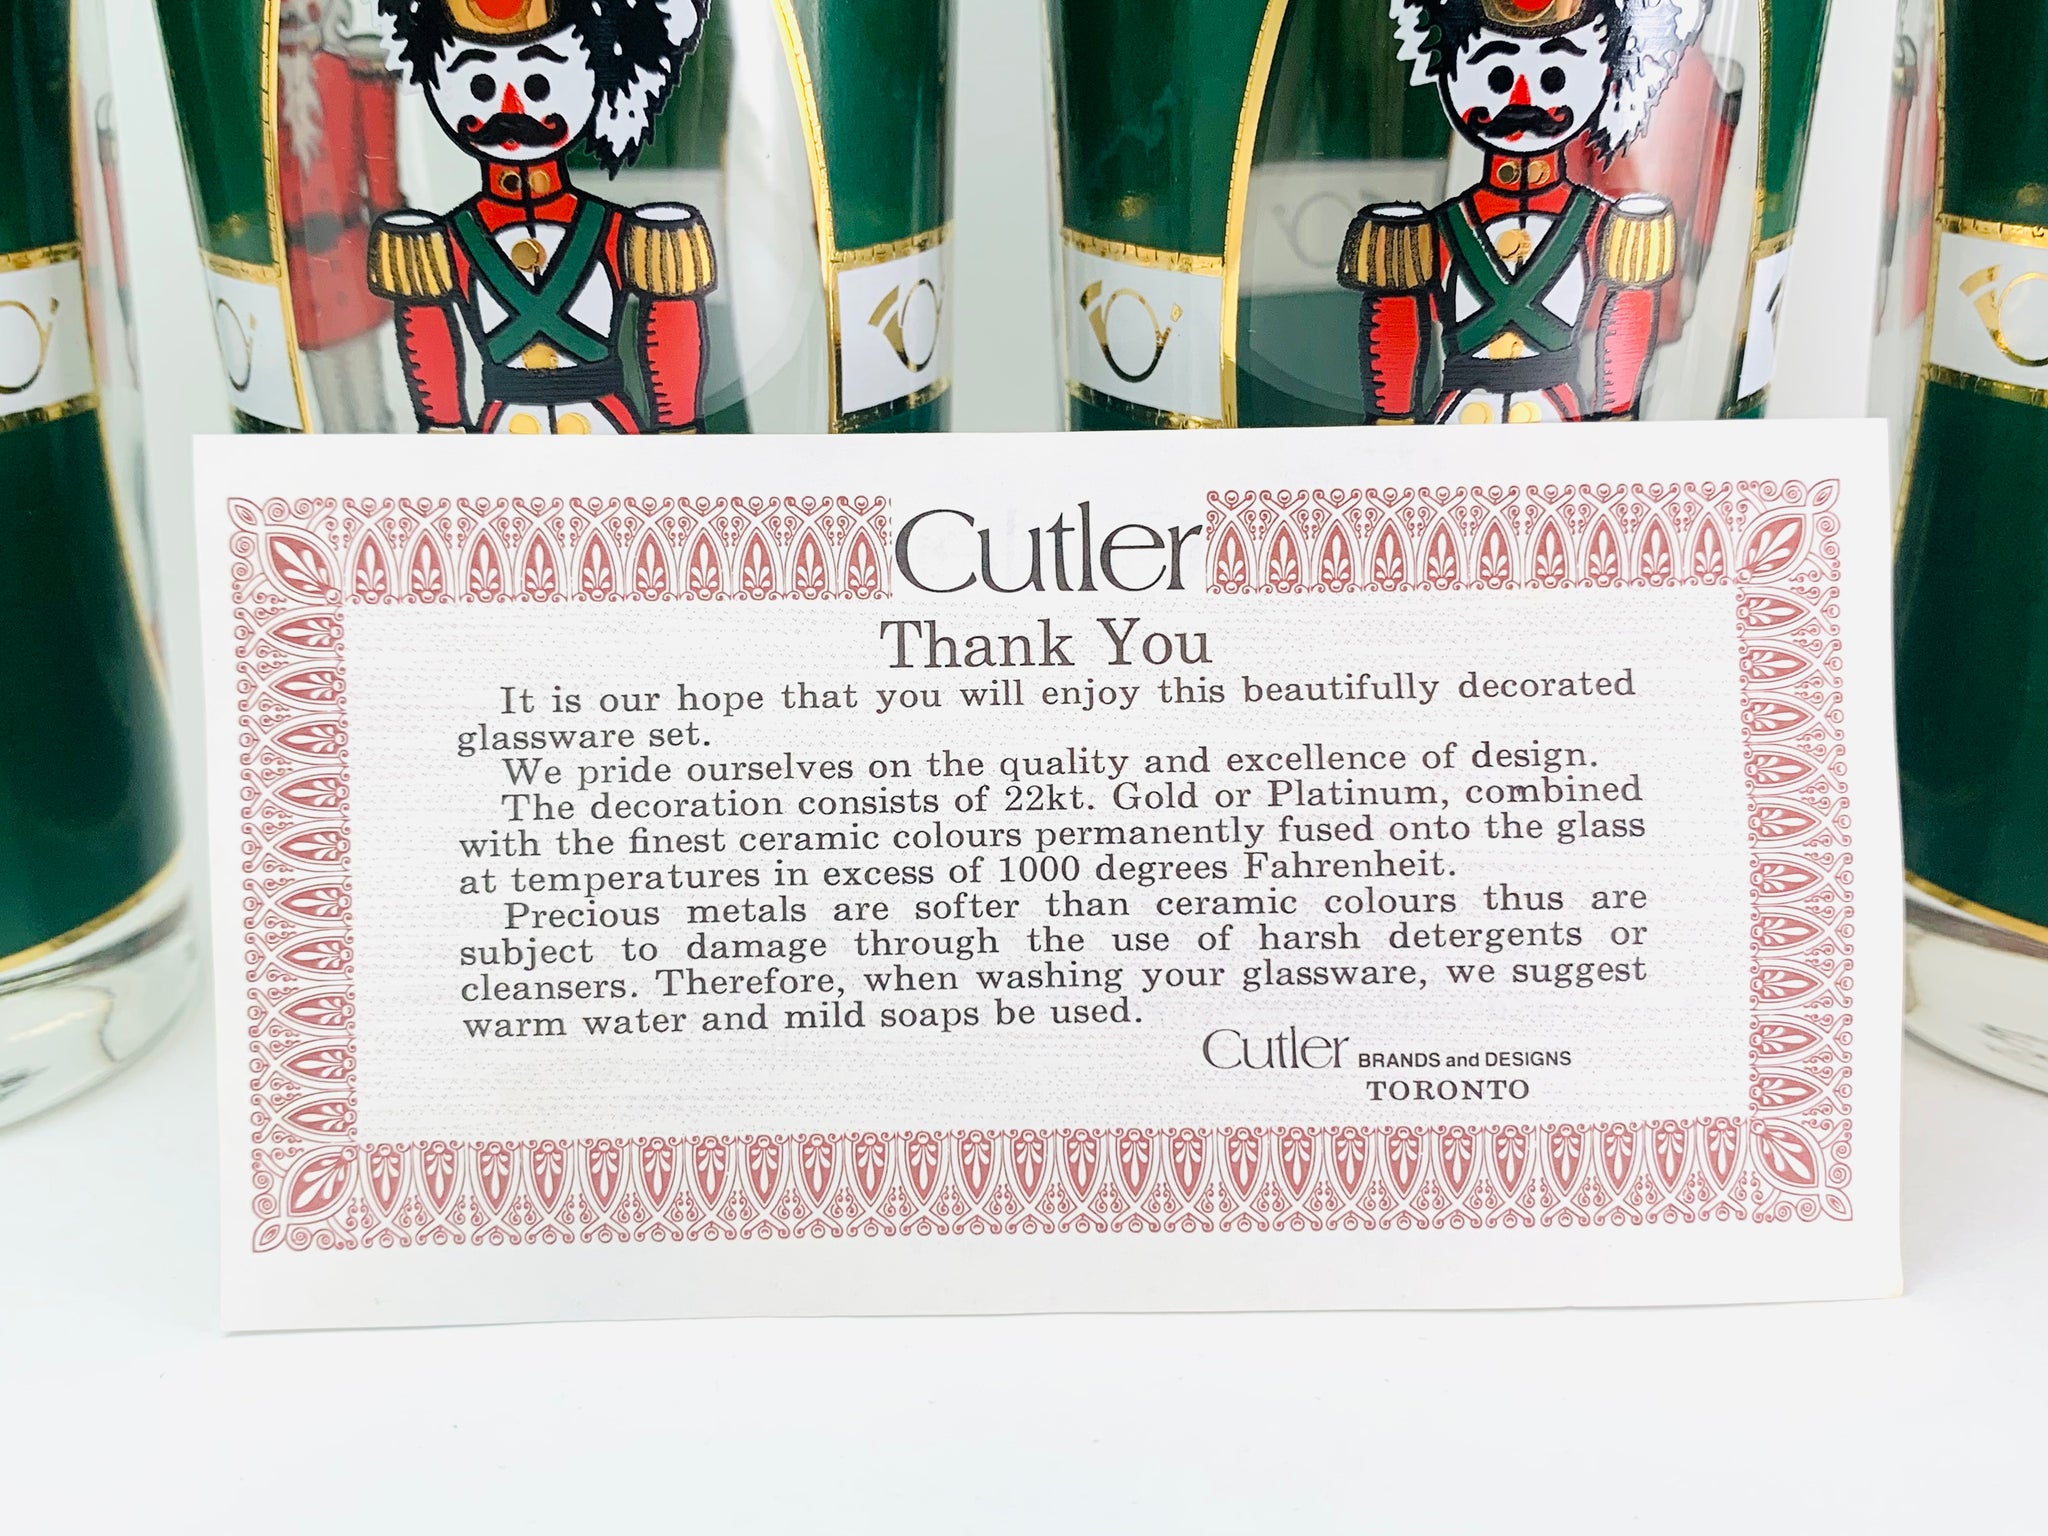 Cutler
Thank You
It is our hope that you will enjoy this beautifully decorated
glassware set.
We pride ourselves on the quality and excellence of design.
The decoration consists of 22kt. Gold or Platinum, combined
with the finest ceramic colours permanently fused onto the glass
at temperatures in excess of 1000 degrees Fahrenheit.
Precious metals are softer than ceramic colours thus are
subject to damage through the use of harsh detergents or
cleansers. Therefore, when washing your glassware, we suggest
warm water and mild soaps be used.
Cutler BRANDS and DESIGNS
TORONTO